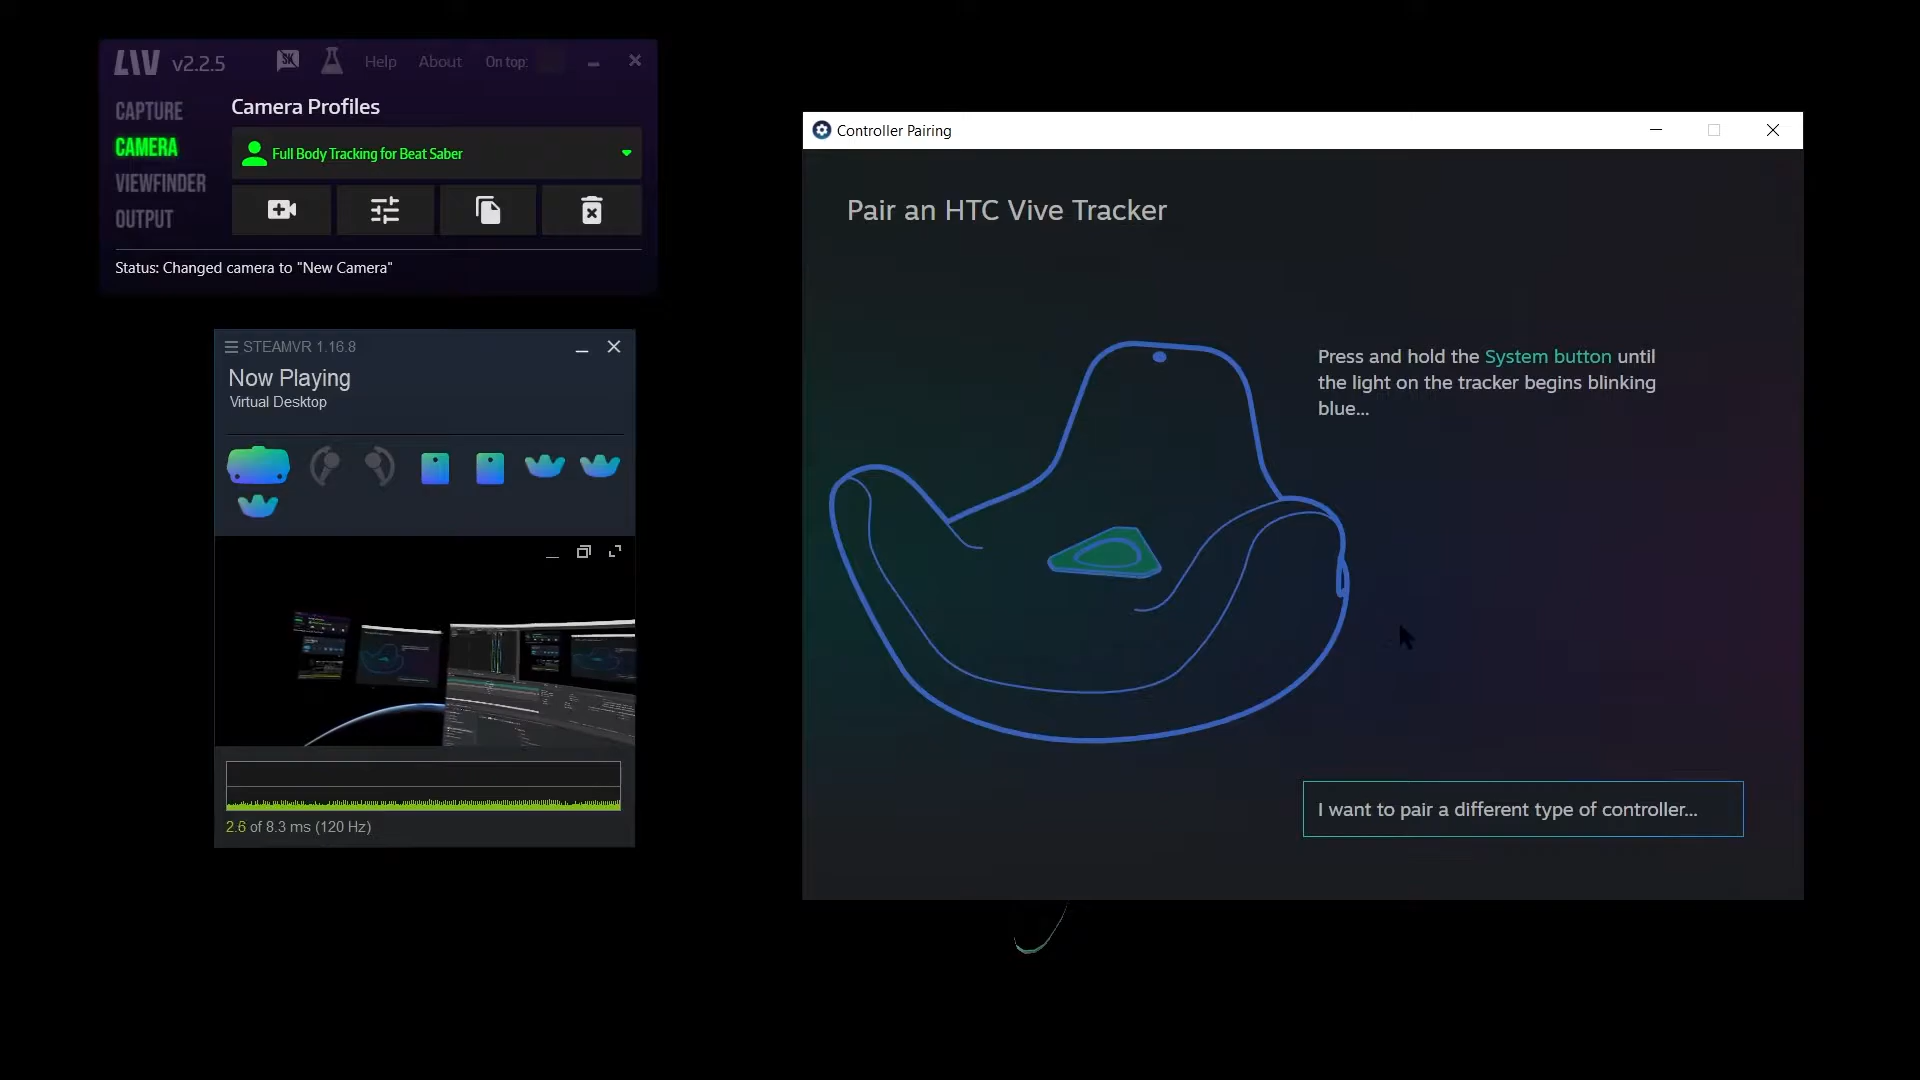 LIV v2.2.5
Help
About
On top:
CAPTURE
CAMERA
VIEWFINDER
OUTPUT
Camera Profiles
Full Body Tracking for Beat Saber
Status: Changed camera to "New Camera"
STEAMVR 1.16.8
Now Playing
Virtual Desktop
2.6 of 8.3 ms (120 Hz)
Controller Pairing
Pair an HTC Vive Tracker
Press and hold the System button until
the light on the tracker begins blinking
blue...
I want to pair a different type of controller...